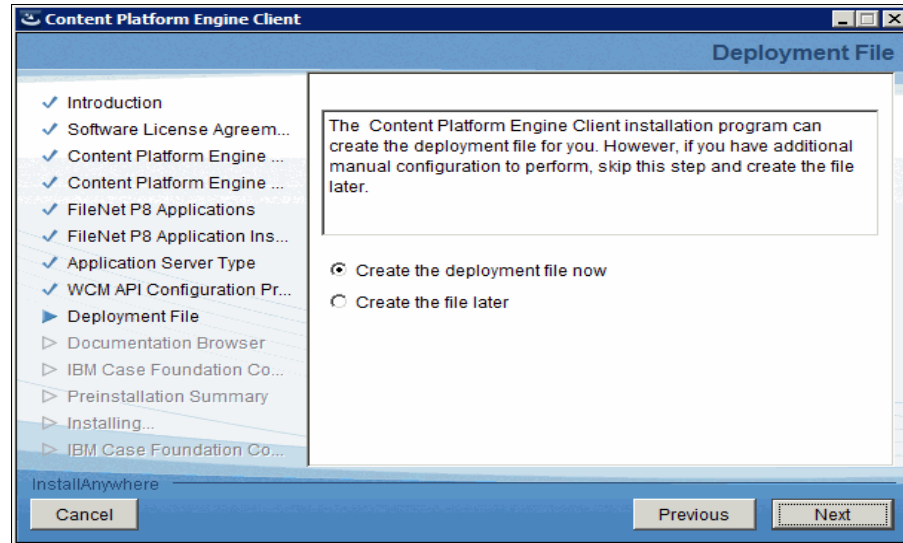 Content Platform Engine Client
Deployment File
Introduction
Software License Agreem...
Content Platform Engine ...
Content Platform Engine ...
FileNet P8 Applications
FileNet P8 Application Ins...
Application Server Type
WCM API Configuration Pr...
Deployment File
Documentation Browser
IBM Case Foundation Co...
Preinstallation Summary
Installing...
IBM Case Foundation Co...
The Content Platform Engine Client installation program can
create the deployment file for you. However, if you have additional
manual configuration to perform, skip this step and create the file
later.
Create the deployment file now
Create the file later
InstallAnywhere
Cancel
Previous
Next